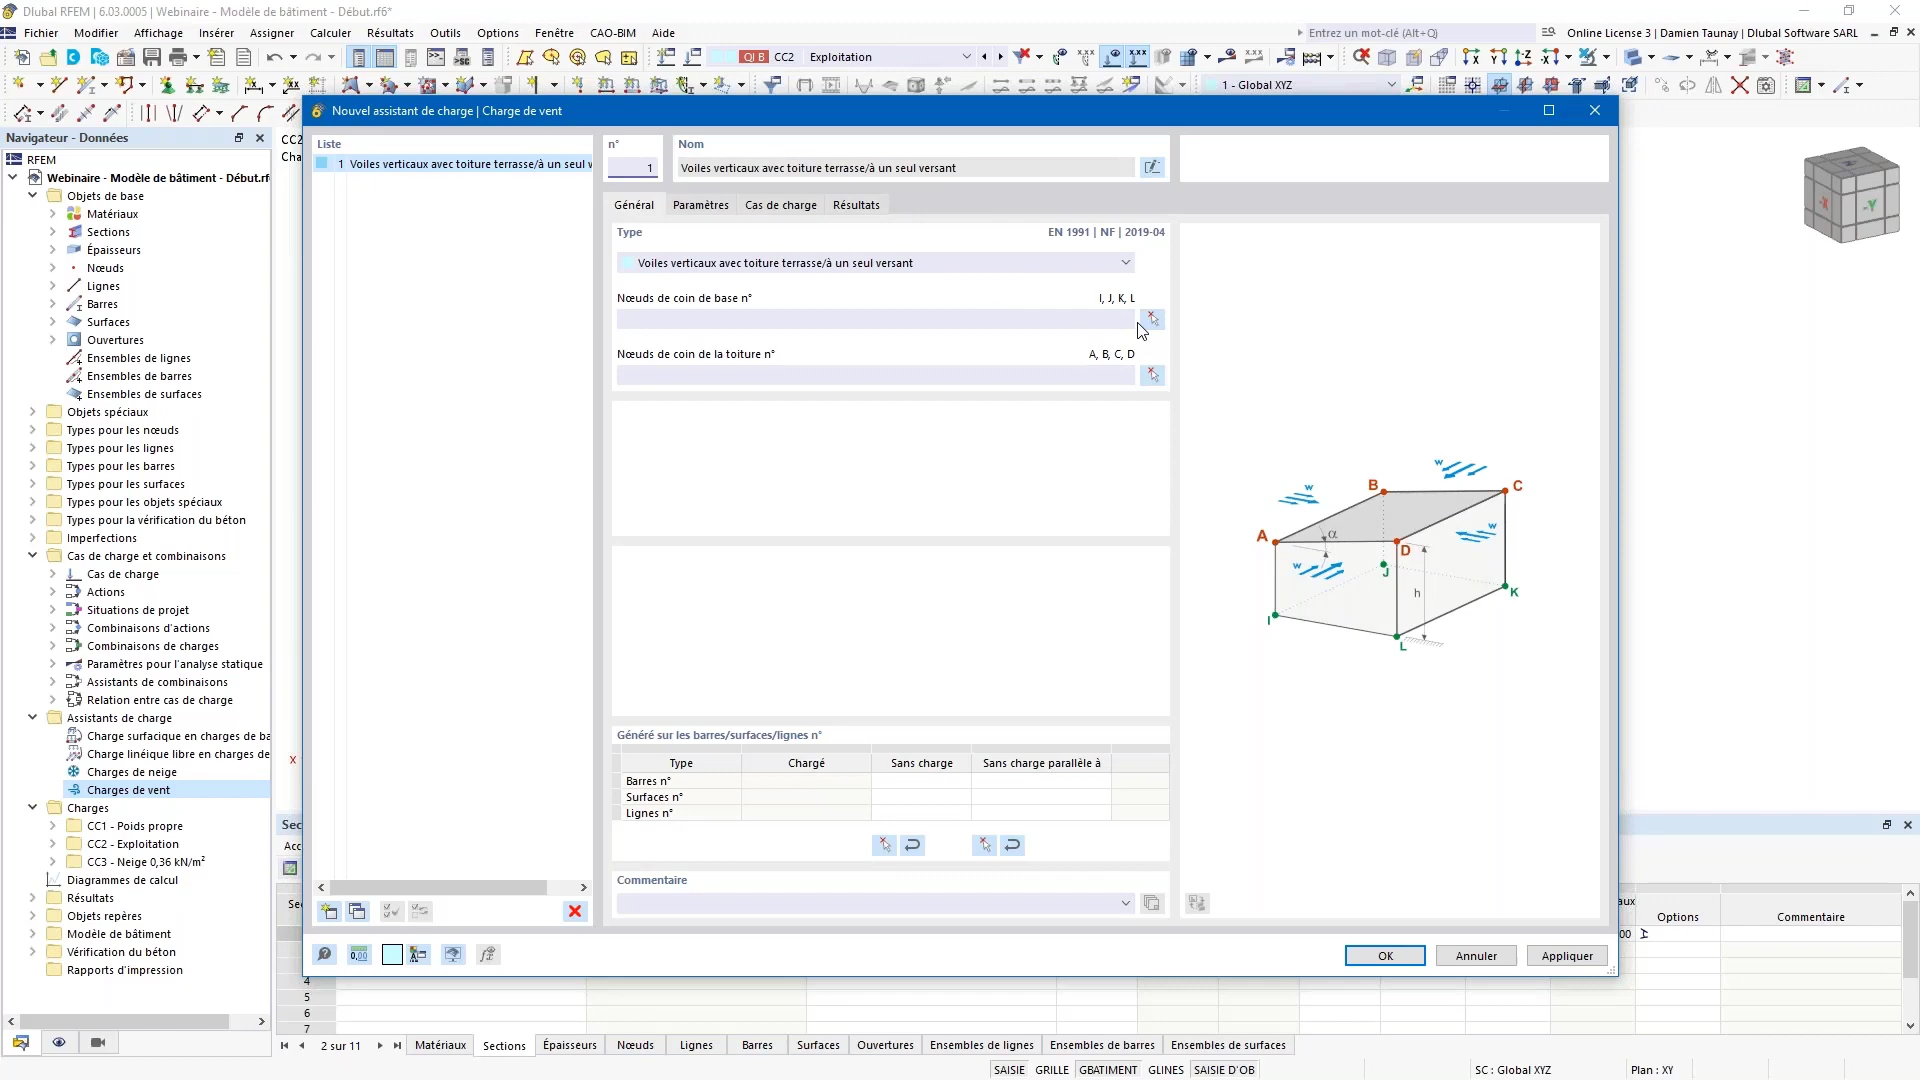 Dlubal RFEM | 6.03.0005 | Webinaire - Modèle de bâtiment - Début.rf6*
Fichier Modifier Affichage Insérer Assigner Calculer Résultats Outils Options Fenêtre CAO-BIM Aide
Entrez un mot-clé (Alt+Q)
Online License 3 | Damien Taunay | Dlubal Software SARL
QI B CC2 Exploitation
1 - Global XYZ
Navigateur - Données
RFEM
Webinaire - Modèle de bâtiment - Début.rf
Objets de base
Matériaux
Sections
Épaisseurs
Nœuds
Lignes
Barres
Surfaces
Ouvertures
Ensembles de lignes
Ensembles de barres
Ensembles de surfaces
Objets spéciaux
Types pour les nœuds
Types pour les lignes
Types pour les barres
Types pour les surfaces
Types pour les objets spéciaux
Types pour la vérification du béton
Imperfections
Cas de charge et combinaisons
Cas de charge
Actions
Situations de projet
Combinaisons d'actions
Combinaisons de charges
Paramètres pour l'analyse statique
Assistants de combinaisons
Relation entre cas de charge
Assistants de charge
Charge surfacique en charges de ba
Charge linéique libre en charges de
Charges de neige
Charges de vent
Charges
CC1 - Poids propre
CC2 - Exploitation
CC3 - Neige 0,36 kN/m²
Diagrammes de calcul
Résultats
Objets repères
Modèle de bâtiment
Vérification du béton
Rapports d'impression
CC2
Cha
X
Nouvel assistant de charge | Charge de vent
Liste
1 Voiles verticaux avec toiture terrasse/à un seul v
n°
1
Nom
Voiles verticaux avec toiture terrasse/à un seul versant
Général Paramètres Cas de charge Résultats
Type
EN 1991 | NF | 2019-04
Voiles verticaux avec toiture terrasse/à un seul versant
Nœuds de coin de base n° I, J, K, L
Nœuds de coin de la toiture n° A, B, C, D
Généré sur les barres/surfaces/lignes n°
Type Chargé Sans charge Sans charge parallèle à
Barres n°
Surfaces n°
Lignes n°
Commentaire
w
w
B
C
A
α
w
D
w
J
h
K
I
L
-X
-Y
0,00
OK Annuler Appliquer
Sec
Acc
Sec
aux
Options
Commentaire
00
4
5
6
7
2 sur 11
Matériaux Sections Épaisseurs Nœuds Lignes Barres Surfaces Ouvertures Ensembles de lignes Ensembles de barres Ensembles de surfaces
SAISIE GRILLE GBATIMENT GLINES SAISIE D'OB
SC : Global XYZ
Plan : XY